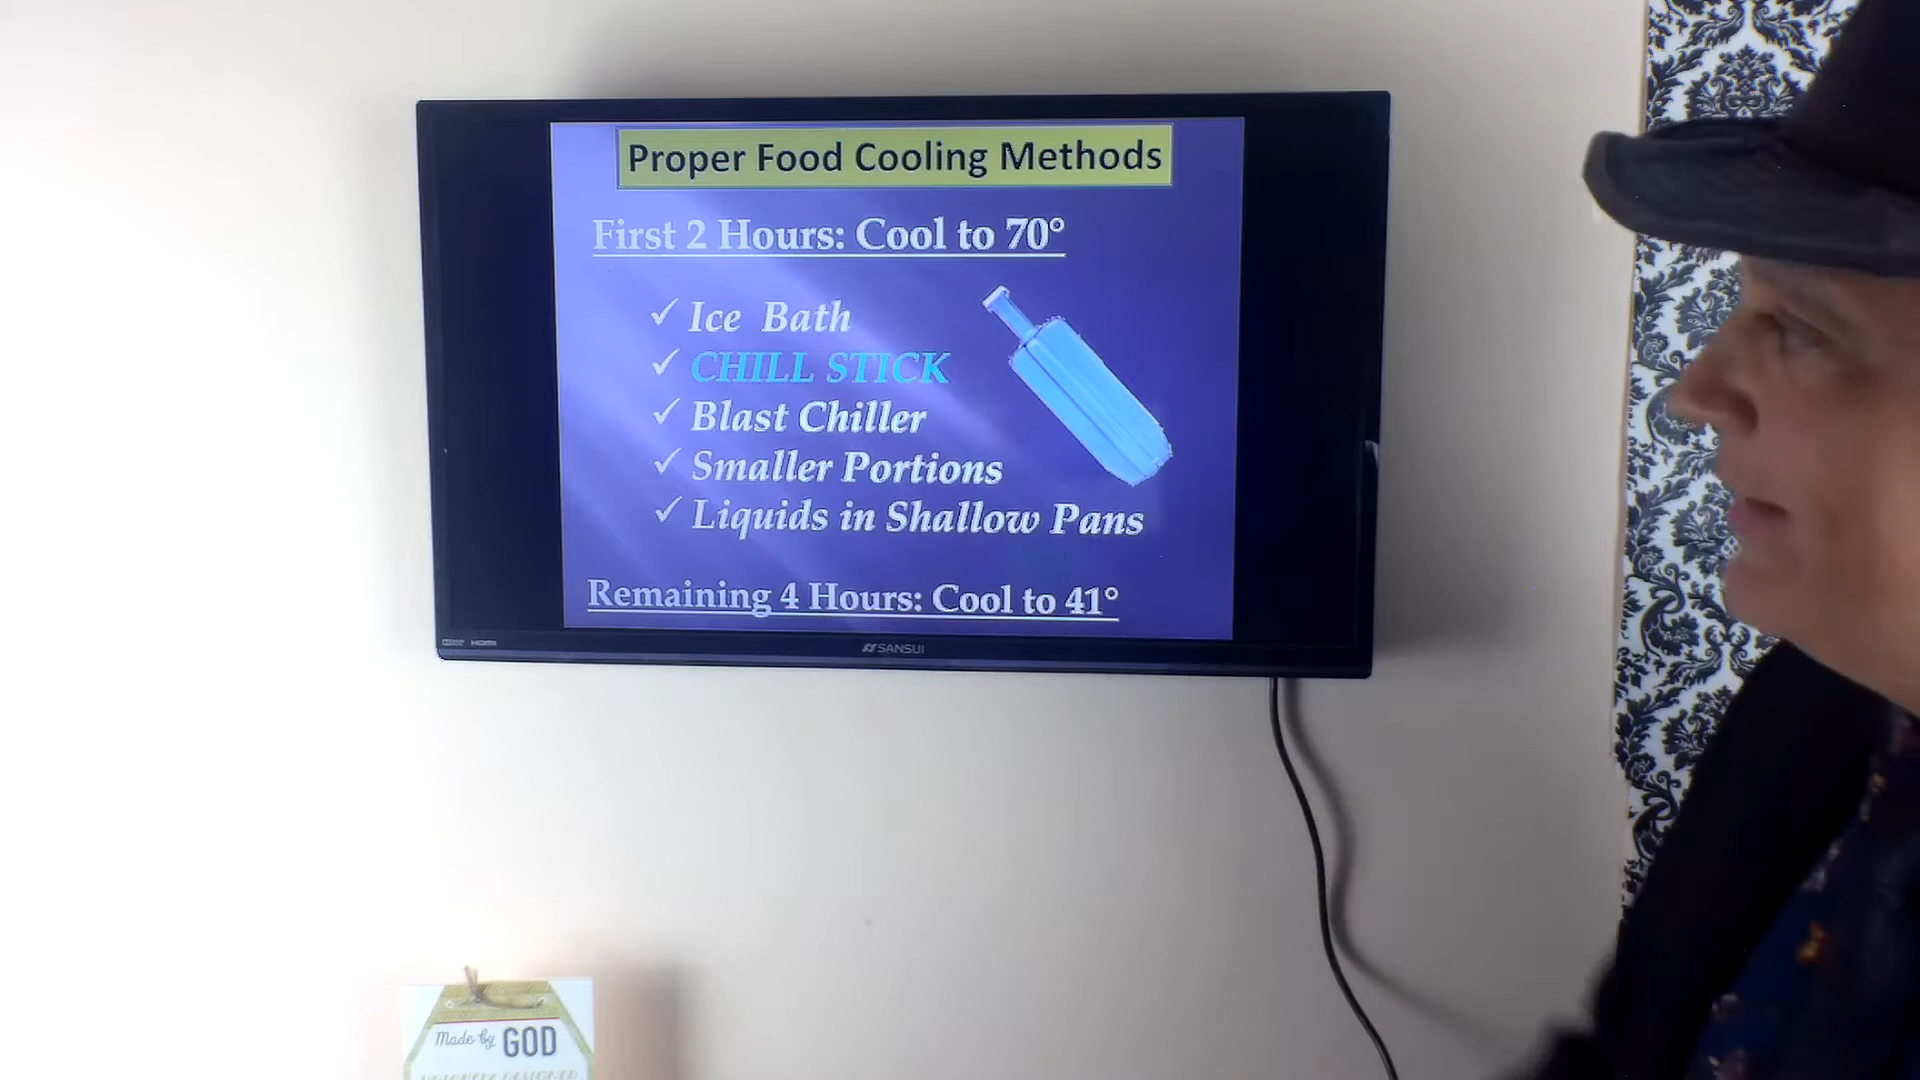 Proper Food Cooling Methods
First 2 Hours: Cool to 70°
✓ Ice Bath
✓ CHILL STICK
✓ Blast Chiller
✓ Smaller Portions
✓ Liquids in Shallow Pans
Remaining 4 Hours: Cool to 41°
HDMI
SANSUI
Made by GOD